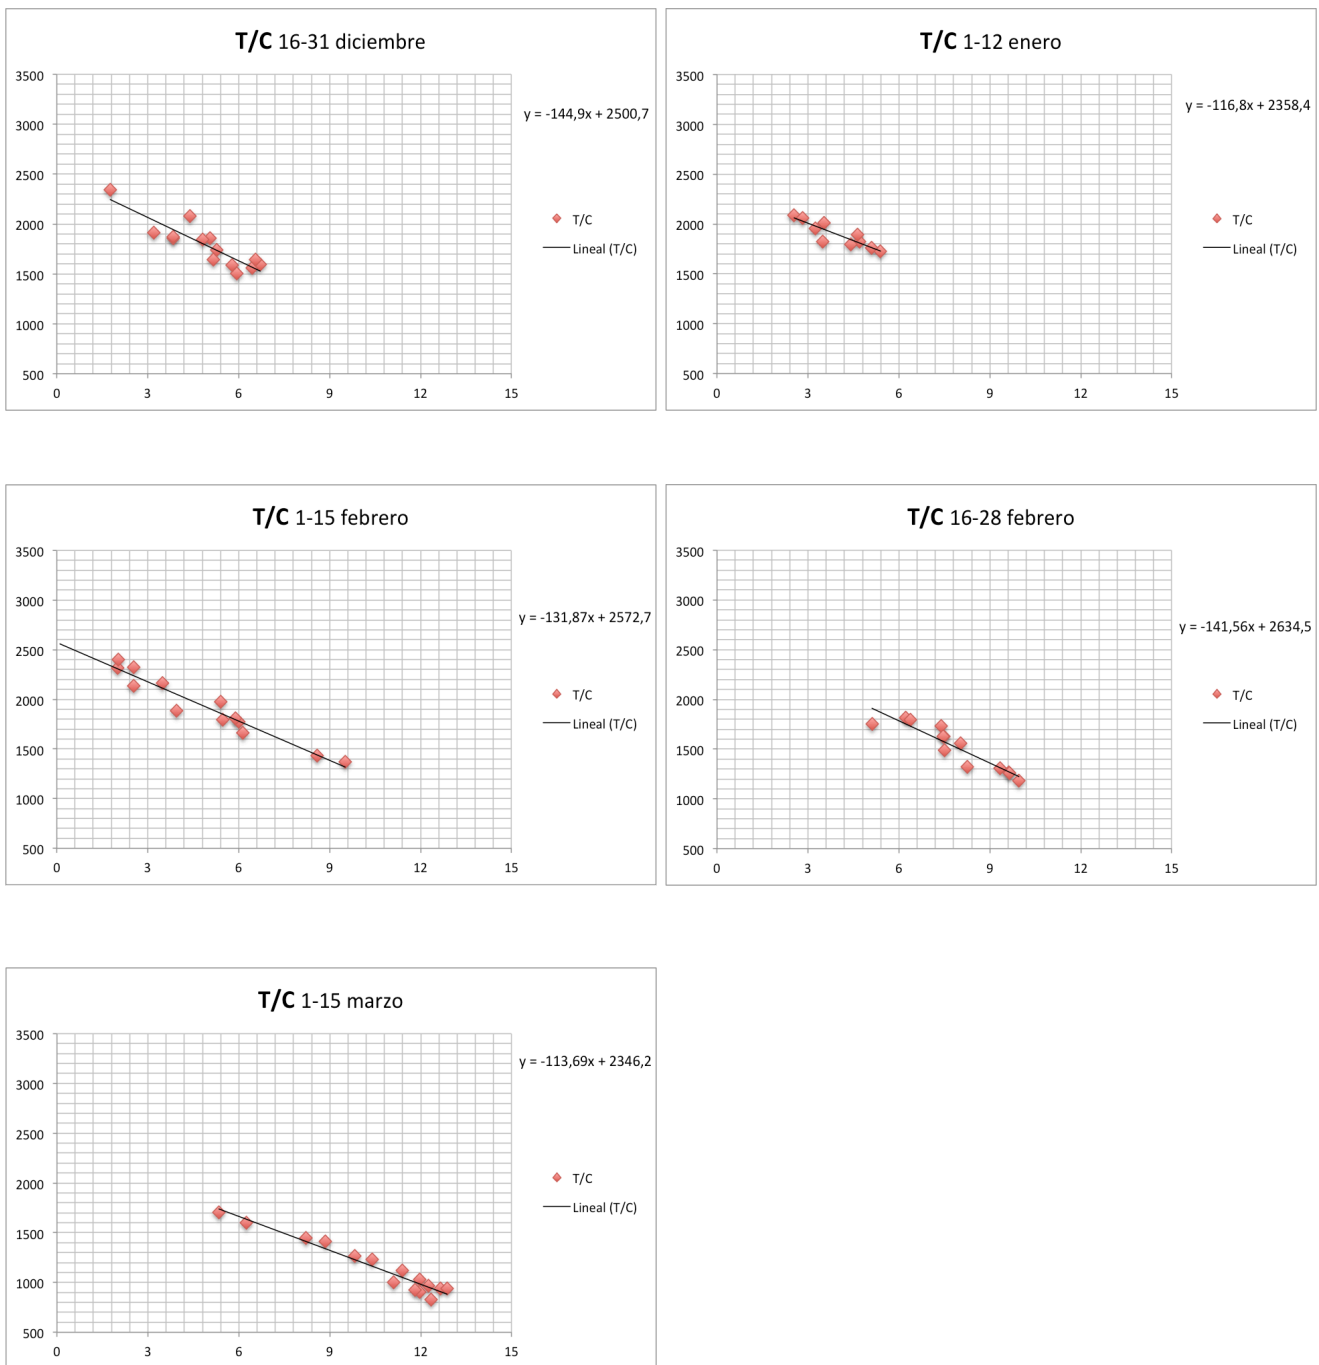 T/C 16-31 diciembre
3500
3000
2500
2000
1500
1000
500
0 3 6 9 12 15
y = -144,9x + 2500,7
T/C
Lineal (T/C)
T/C 1-12 enero
3500
3000
2500
2000
1500
1000
500
0 3 6 9 12 15
y = -116,8x + 2358,4
T/C
Lineal (T/C)
T/C 1-15 febrero
3500
3000
2500
2000
1500
1000
500
0 3 6 9 12 15
y = -131,87x + 2572,7
T/C
Lineal (T/C)
T/C 16-28 febrero
3500
3000
2500
2000
1500
1000
500
0 3 6 9 12 15
y = -141,56x + 2634,5
T/C
Lineal (T/C)
T/C 1-15 marzo
3500
3000
2500
2000
1500
1000
500
0 3 6 9 12 15
y = -113,69x + 2346,2
T/C
Lineal (T/C)